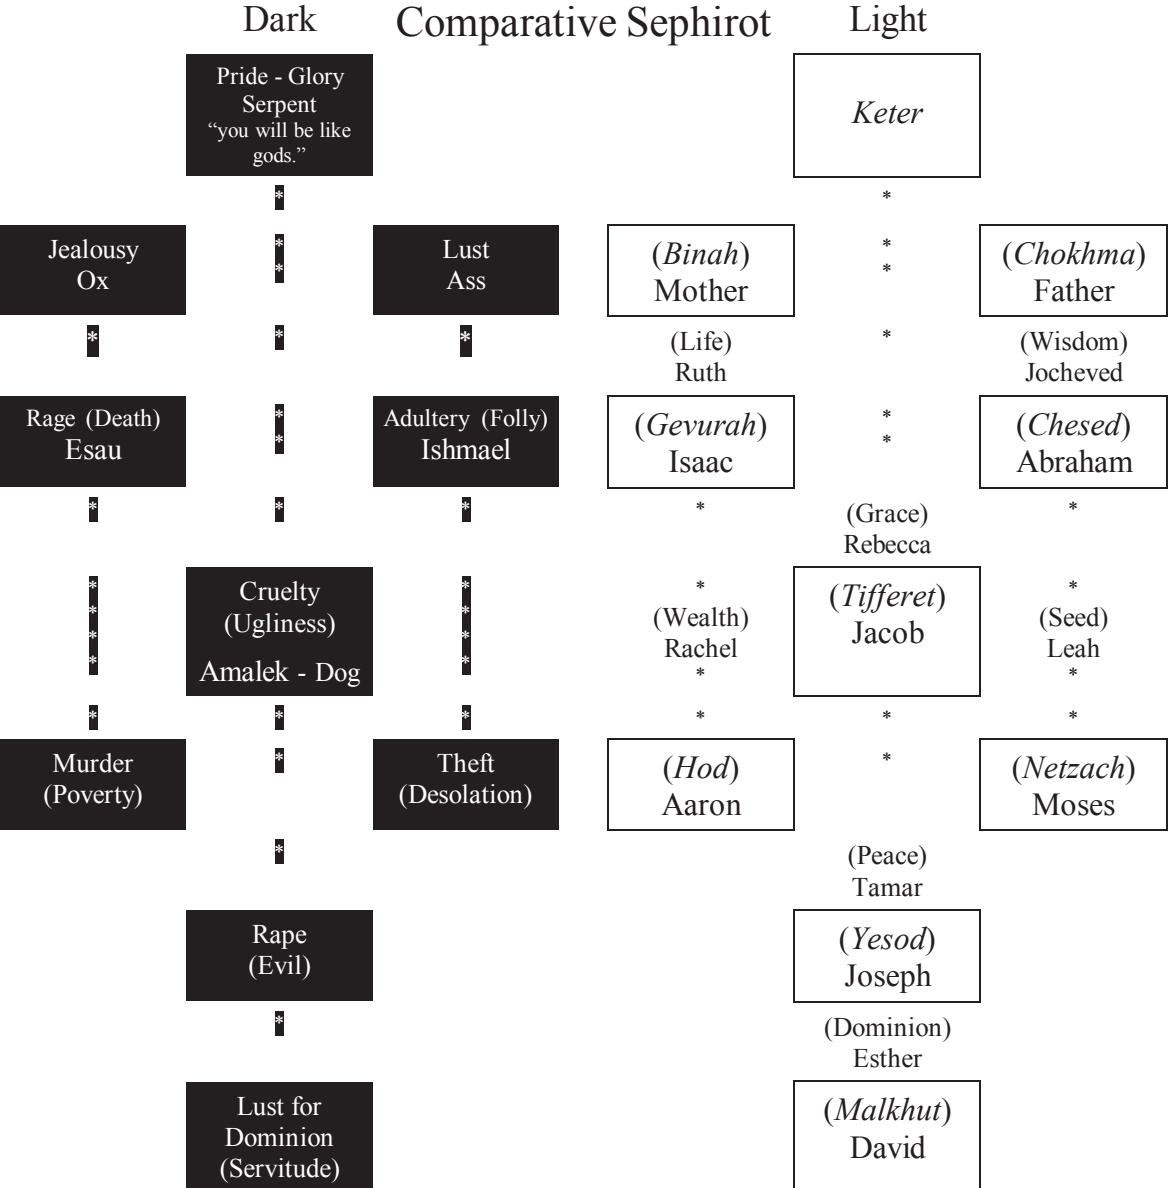 Dark Comparative Sephirot Light
Pride - Glory
Serpent
“you will be like
gods.”
Keter
*
*
Jealousy
Ox
*
*
Lust
Ass
(Binah)
Mother
*
*
(Chokhma)
Father
*
*
*
(Life)
Ruth
*
(Wisdom)
Jocheved
Rage (Death)
Esau
*
*
Adultery (Folly)
Ishmael
(Gevurah)
Isaac
*
*
(Chesed)
Abraham
*
*
*
*
(Grace)
Rebecca
*
*
*
*
*
Cruelty
(Ugliness)
Amalek - Dog
*
*
*
*
*
(Wealth)
Rachel
*
(Tifferet)
Jacob
*
(Seed)
Leah
*
*
*
*
*
*
*
Murder
(Poverty)
*
Theft
(Desolation)
(Hod)
Aaron
*
(Netzach)
Moses
*
(Peace)
Tamar
Rape
(Evil)
(Yesod)
Joseph
*
(Dominion)
Esther
Lust for
Dominion
(Servitude)
(Malkhut)
David